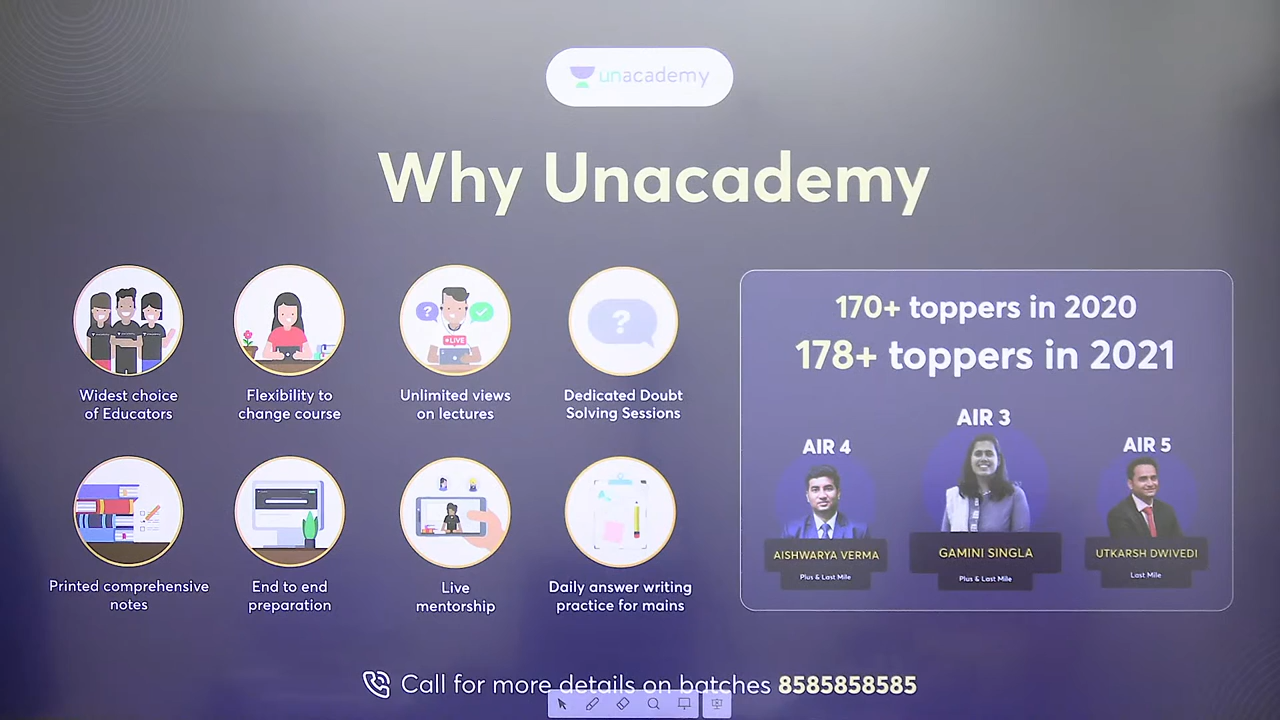 unacademy
Why Unacademy
Widest choice
of Educators
Flexibility to
change course
? LIVE
Unlimited views
on lectures
?
Dedicated Doubt
Solving Sessions
Printed comprehensive
notes
End to end
preparation
Live
mentorship
Daily answer writing
practice for mains
170+ toppers in 2020
178+ toppers in 2021
AIR 4
AISHWARYA VERMA
Plus & Last Mile
AIR 3
GAMINI SINGLA
Plus & Last Mile
AIR 5
UTKARSH DWIVEDI
Last Mile
Call for more details on batches 8585858585